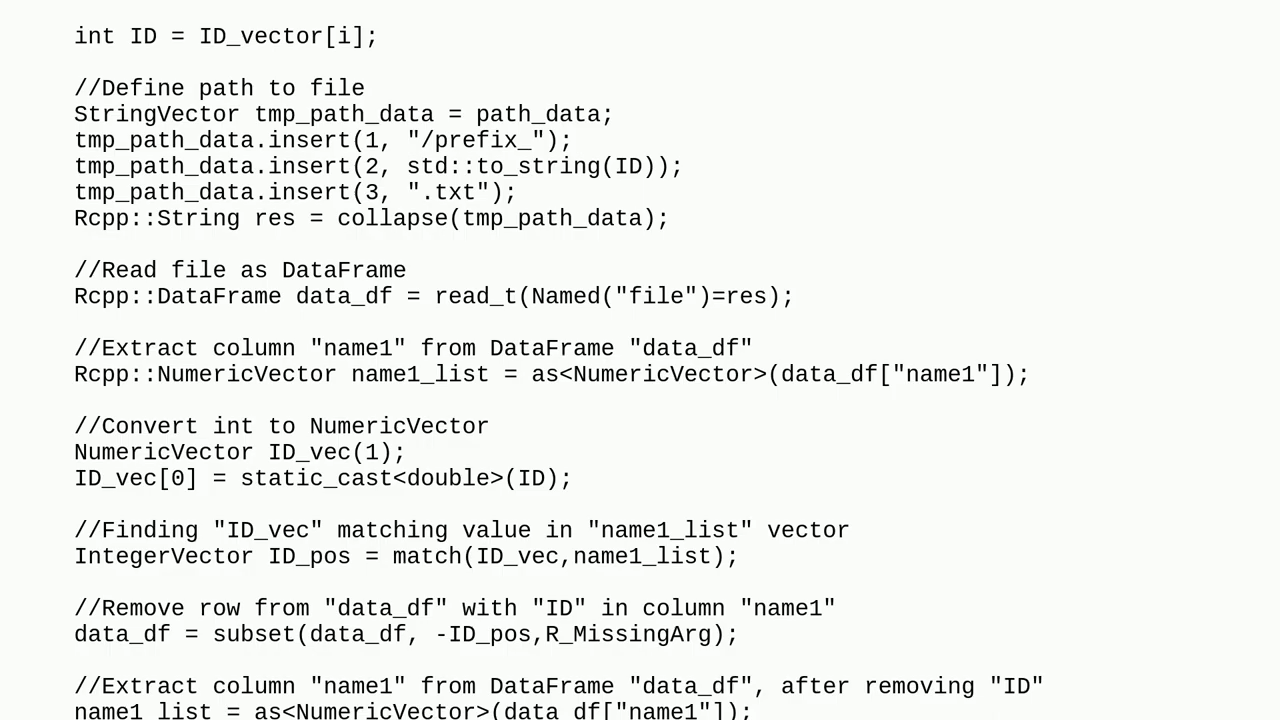 int ID = ID_vector[i];
//Define path to file
StringVector tmp_path_data = path_data;
tmp_path_data.insert(1, "/prefix_");
tmp_path_data.insert(2, std::to_string(ID));
tmp_path_data.insert(3, ".txt");
Rcpp::String res = collapse(tmp_path_data);
//Read file as DataFrame
Rcpp::DataFrame data_df = read_t(Named("file")=res);
//Extract column "name1" from DataFrame "data_df"
Rcpp::NumericVector name1_list = as<NumericVector>(data_df["name1"]);
//Convert int to NumericVector
NumericVector ID_vec(1);
ID_vec[0] = static_cast<double>(ID);
//Finding "ID_vec" matching value in "name1_list" vector
IntegerVector ID_pos = match(ID_vec,name1_list);
//Remove row from "data_df" with "ID" in column "name1"
data_df = subset(data_df, -ID_pos,R_MissingArg);
//Extract column "name1" from DataFrame "data_df", after removing "ID"
name1_list = as<NumericVector>(data_df["name1"]);